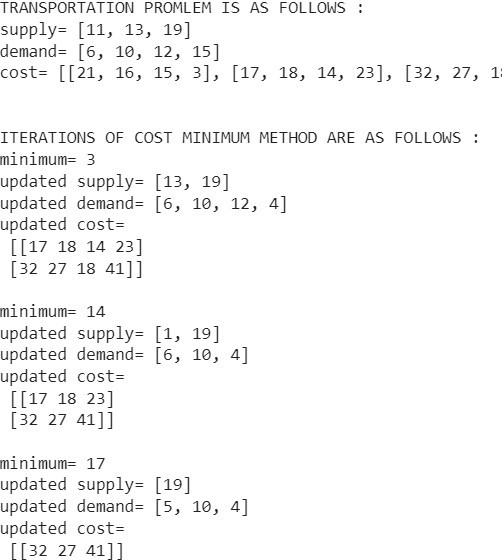 TRANSPORTATION PROMLEM IS AS FOLLOWS :
supply= [11, 13, 19]
demand= [6, 10, 12, 15]
cost= [[21, 16, 15, 3], [17, 18, 14, 23], [32, 27,
ITERATIONS OF COST MINIMUM METHOD ARE AS FOLLOWS :
minimum= 3
updated supply= [13, 19]
updated demand= [6, 10, 12, 4]
updated cost=
[[17 18 14 23]
[32 27 18 41]]
minimum= 14
updated supply= [1, 19]
updated demand= [6, 10, 4]
updated cost=
[[17 18 23]
[32 27 41]]
minimum= 17
updated supply= [19]
updated demand= [5, 10, 4]
updated cost=
[[32 27 41]]